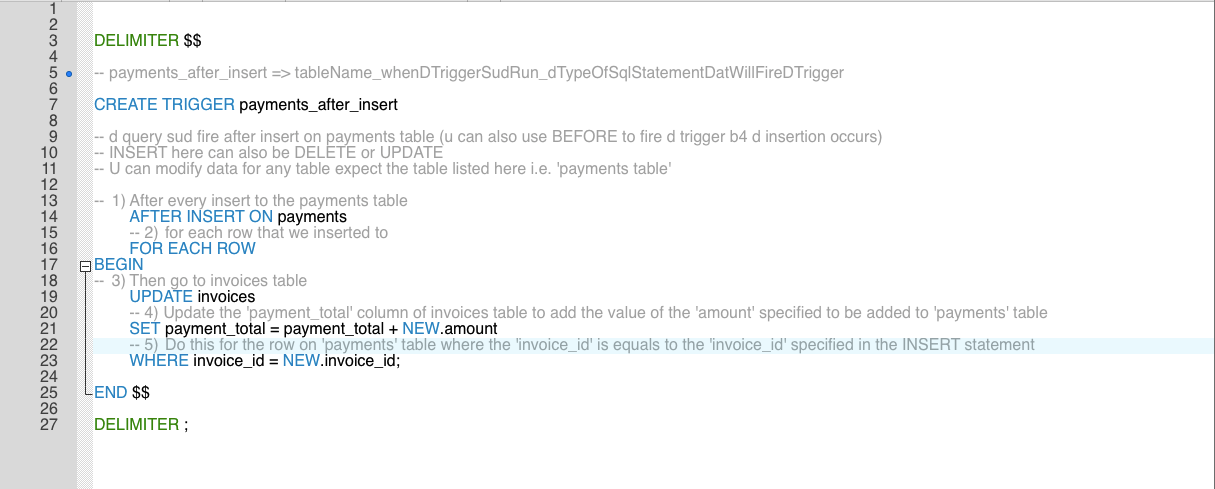 1
2
3 DELIMITER $$
4
5 -- payments_after_insert => tableName_whenDTriggerSudRun_dTypeOfSqlStatementDatWillFireDTrigger
6
7 CREATE TRIGGER payments_after_insert
8
9 -- d query sud fire after insert on payments table (u can also use BEFORE to fire d trigger b4 d insertion occurs)
10 -- INSERT here can also be DELETE or UPDATE
11 -- U can modify data for any table expect the table listed here i.e. 'payments table'
12
13 -- 1) After every insert to the payments table
14 AFTER INSERT ON payments
15 -- 2) for each row that we inserted to
16 FOR EACH ROW
17 BEGIN
18 -- 3) Then go to invoices table
19 UPDATE invoices
20 -- 4) Update the 'payment_total' column of invoices table to add the value of the 'amount' specified to be added to 'payments' table
21 SET payment_total = payment_total + NEW.amount
22 -- 5) Do this for the row on 'payments' table where the 'invoice_id' is equals to the 'invoice_id' specified in the INSERT statement
23 WHERE invoice_id = NEW.invoice_id;
24
25 END $$
26
27 DELIMITER ;